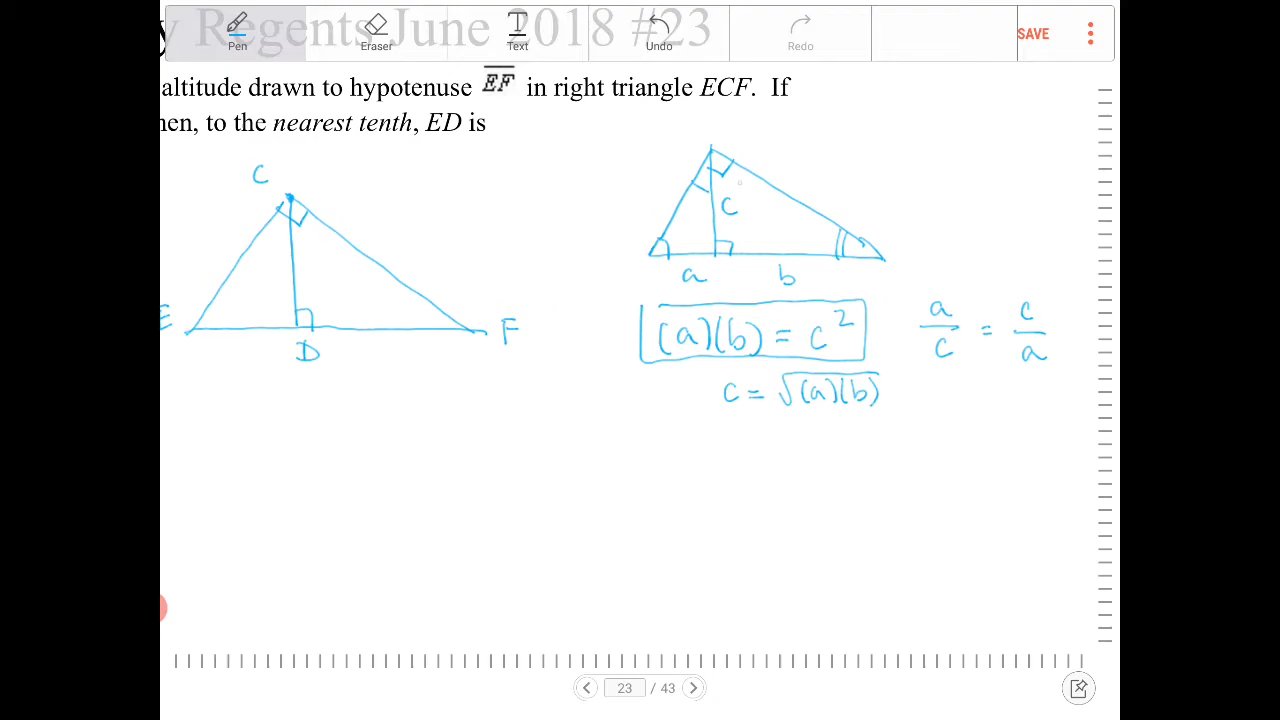 y Regents June 2018 #23
Pen Eraser Text Undo Redo SAVE
altitude drawn to hypotenuse EF in right triangle ECF. If
nen, to the nearest tenth, ED is
C
E
D
F
c
a b
(a)(b) = c²
a/c = c/a
c = √(a)(b)
23 / 43